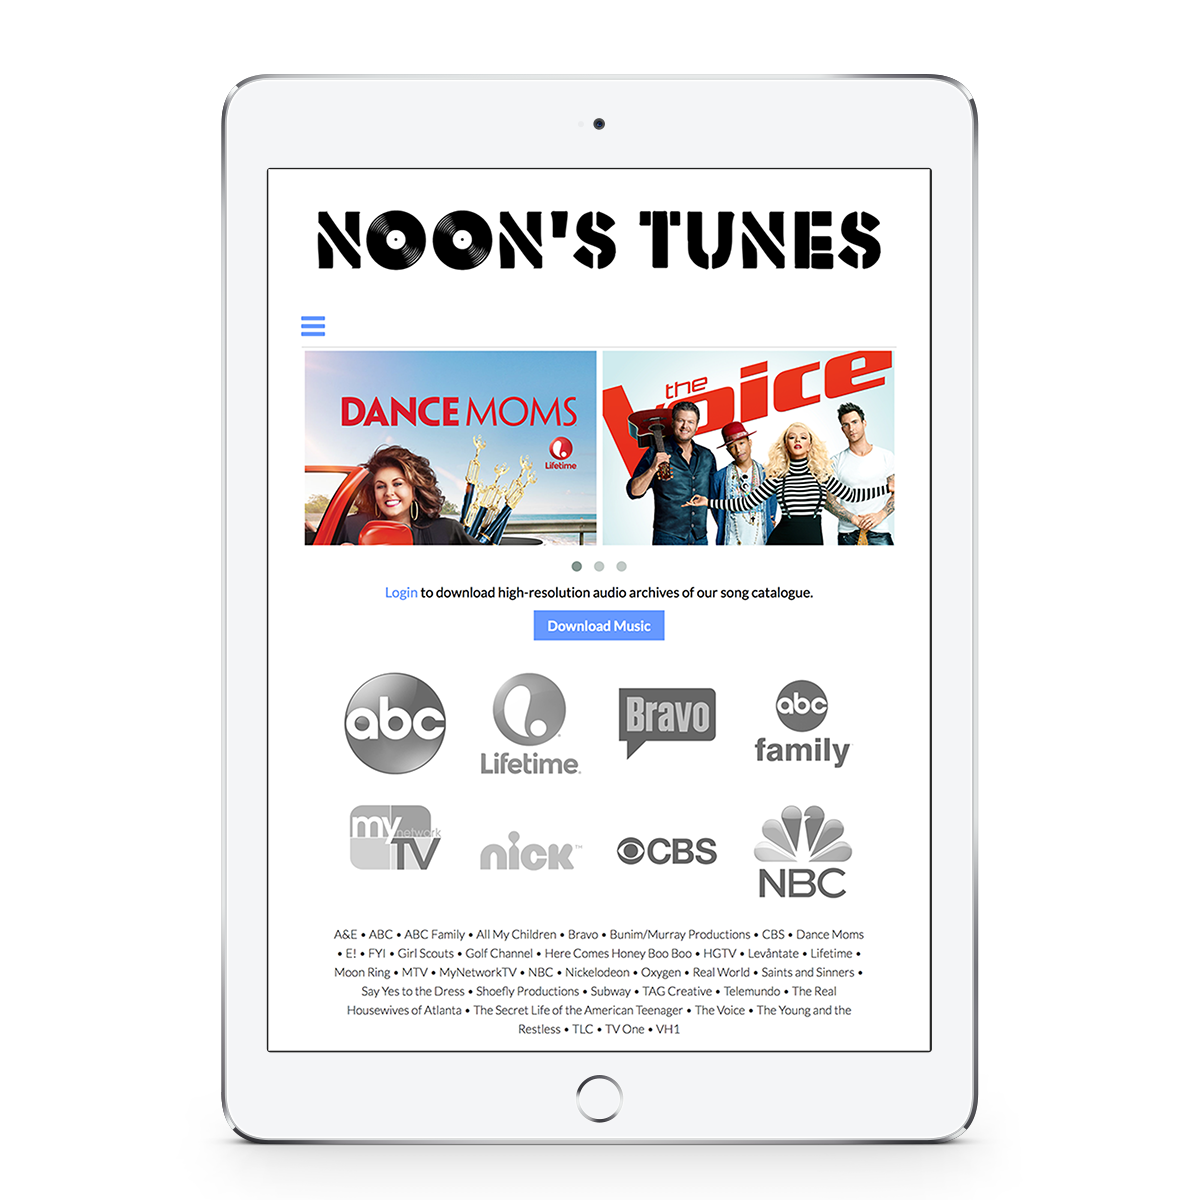 NOON'S TUNES
DANCE MOMS
Lifetime
the
Voice
Login to download high-resolution audio archives of our song catalogue.
Download Music
abc
Lifetime
Bravo
abc
family
my network
TV
nick™
CBS
NBC
A&E • ABC • ABC Family • All My Children • Bravo • Bunim/Murray Productions • CBS • Dance Moms
• E! • FYI • Girl Scouts • Golf Channel • Here Comes Honey Boo Boo • HGTV • Levåntate • Lifetime •
Moon Ring • MTV • MyNetworkTV • NBC • Nickelodeon • Oxygen • Real World • Saints and Sinners •
Say Yes to the Dress • Shoefly Productions • Subway • TAG Creative • Telemundo • The Real
Housewives of Atlanta • The Secret Life of the American Teenager • The Voice • The Young and the
Restless • TLC • TV One • VH1